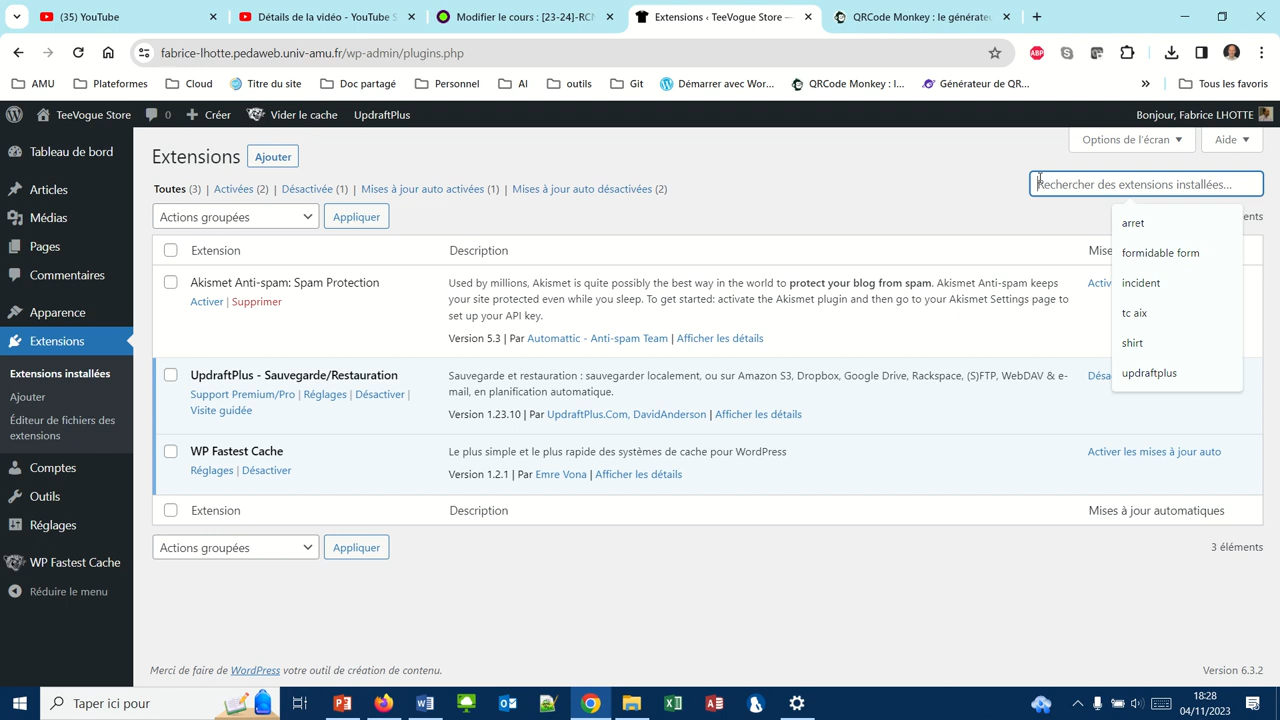 (35) YouTube
Détails de la vidéo - YouTube S
Modifier le cours : [23-24]-RCN
Extensions ‹ TeeVogue Store —
QRCode Monkey : le générateu
fabrice-lhotte.pedaweb.univ-amu.fr/wp-admin/plugins.php
ABP
AMU
Plateformes
Cloud
Titre du site
Doc partagé
Personnel
AI
outils
Git
Démarrer avec Wor...
QRCode Monkey : l...
Générateur de QR...
»
Tous les favoris
TeeVogue Store
0
Créer
Vider le cache
UpdraftPlus
Bonjour, Fabrice LHOTTE
Tableau de bord
Articles
Médias
Pages
Commentaires
Apparence
Extensions
Extensions installées
Ajouter
Éditeur de fichiers des
extensions
Comptes
Outils
Réglages
WP Fastest Cache
Réduire le menu
Options de l'écran
Aide
Extensions
Ajouter
Toutes (3) | Activées (2) | Désactivée (1) | Mises à jour auto activées (1) | Mises à jour auto désactivées (2)
Rechercher des extensions installées...
Actions groupées
Appliquer
ents
arret
formidable form
incident
tc aix
shirt
updraftplus
Extension
Description
Mise
Akismet Anti-spam: Spam Protection
Activer | Supprimer
Used by millions, Akismet is quite possibly the best way in the world to protect your blog from spam. Akismet Anti-spam keeps
your site protected even while you sleep. To get started: activate the Akismet plugin and then go to your Akismet Settings page to
set up your API key.
Version 5.3 | Par Automattic - Anti-spam Team | Afficher les détails
Activ
UpdraftPlus - Sauvegarde/Restauration
Support Premium/Pro | Réglages | Désactiver |
Visite guidée
Sauvegarde et restauration : sauvegarder localement, ou sur Amazon S3, Dropbox, Google Drive, Rackspace, (S)FTP, WebDAV & e-
mail, en planification automatique.
Version 1.23.10 | Par UpdraftPlus.Com, DavidAnderson | Afficher les détails
Désa
WP Fastest Cache
Réglages | Désactiver
Le plus simple et le plus rapide des systèmes de cache pour WordPress
Version 1.2.1 | Par Emre Vona | Afficher les détails
Activer les mises à jour auto
Extension
Description
Mises à jour automatiques
Actions groupées
Appliquer
3 éléments
Merci de faire de WordPress votre outil de création de contenu.
Version 6.3.2
Taper ici pour
18:28
04/11/2023